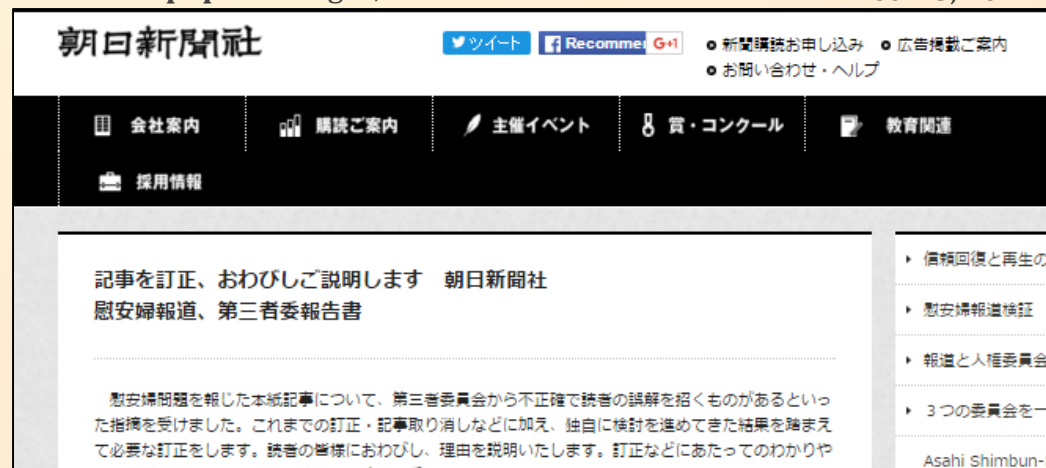 朝日新聞社
ツイート
Recommer
G+1
新聞購読お申し込み
広告掲載ご案内
お問い合わせ・ヘルプ
会社案内
購読ご案内
主催イベント
賞・コンクール
教育関連
採用情報
記事を訂正、おわびしご説明します 朝日新聞社
慰安婦報道、第三者委報告書
慰安婦問題を報じた本紙記事について、第三者委員会から不正確で読者の誤解を招くものがあるといっ
た指摘を受けました。これまでの訂正・記事取り消しなどに加え、独自に検討を進めてきた結果を踏まえ
て必要な訂正をします。読者の皆様におわびし、理由を説明いたします。訂正などにあたってのわかりや
信頼回復と再生の
慰安婦報道検証
報道と人権委員会
3つの委員会を一
Asahi Shimbun-